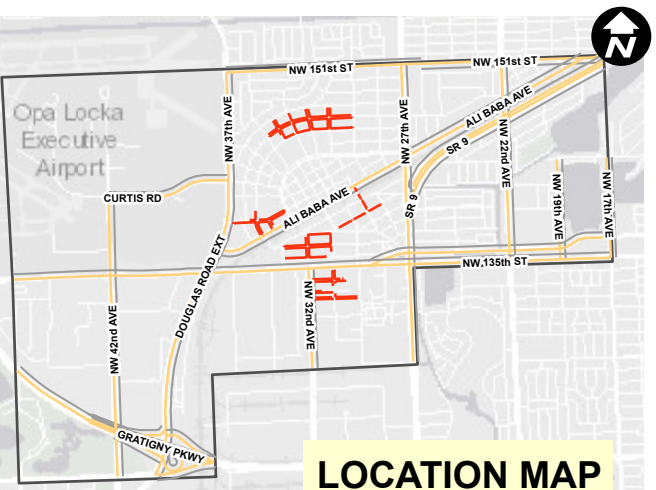 N
NW 151st ST
NW 151st ST
Opa Locka
Executive
Airport
NW 37th AVE
NW 27th AVE
ALI BABA AVE
SR 9
NW 22nd AVE
CURTIS RD
ALI BABA AVE
SR 9
NW 19th AVE
NW 17th AVE
DOUGLAS ROAD EXT
NW 135th ST
NW 42nd AVE
NW 32nd AVE
GRATIGNY PKWY
LOCATION MAP